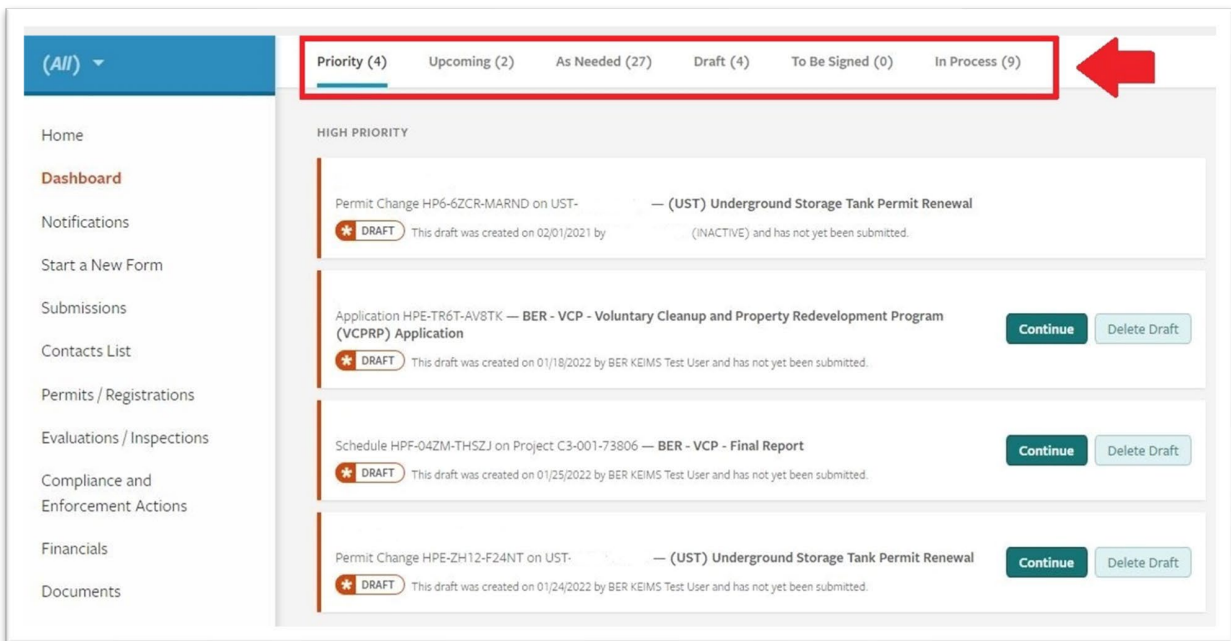 (All)
Priority (4) Upcoming (2) As Needed (27) Draft (4) To Be Signed (0) In Process (9)
Home
Dashboard
Notifications
Start a New Form
Submissions
Contacts List
Permits / Registrations
Evaluations / Inspections
Compliance and
Enforcement Actions
Financials
Documents
HIGH PRIORITY
Permit Change HP6-6ZCR-MARND on UST- — (UST) Underground Storage Tank Permit Renewal
* DRAFT This draft was created on 02/01/2021 by (INACTIVE) and has not yet been submitted.
Application HPE-TR6T-AV8TK — BER - VCP - Voluntary Cleanup and Property Redevelopment Program
(VCPRP) Application
Continue Delete Draft
* DRAFT This draft was created on 01/18/2022 by BER KEIMS Test User and has not yet been submitted.
Schedule HPF-04ZM-THSZJ on Project C3-001-73806 — BER - VCP - Final Report
Continue Delete Draft
* DRAFT This draft was created on 01/25/2022 by BER KEIMS Test User and has not yet been submitted.
Permit Change HPE-ZH12-F24NT on UST- — (UST) Underground Storage Tank Permit Renewal
Continue Delete Draft
* DRAFT This draft was created on 01/24/2022 by BER KEIMS Test User and has not yet been submitted.